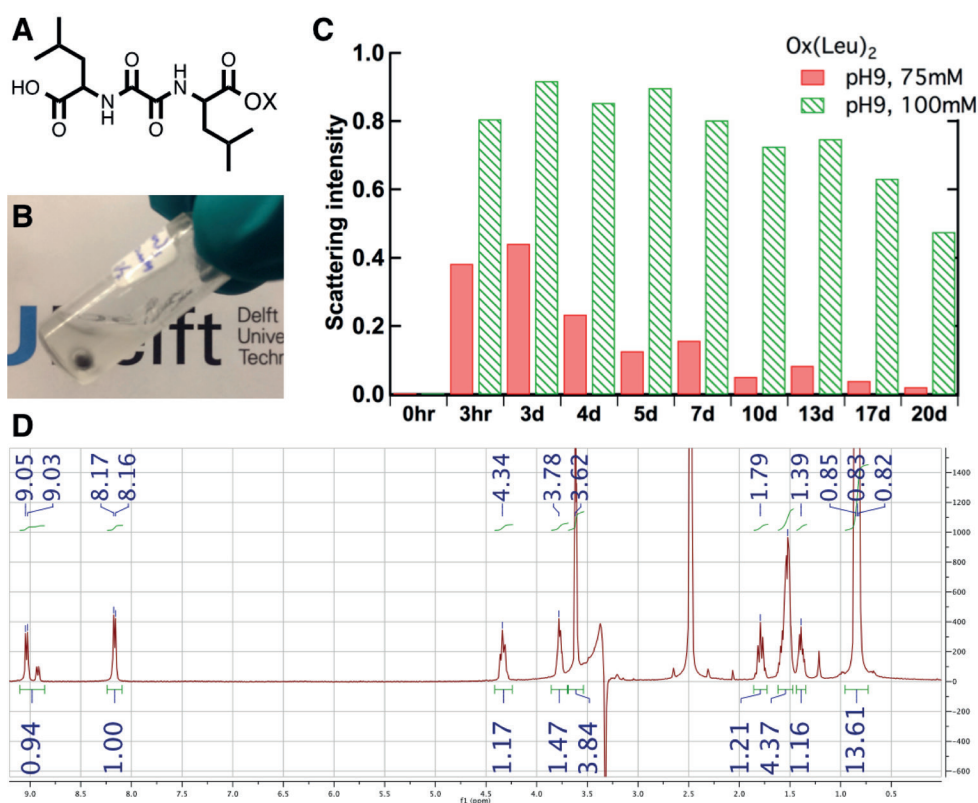 A
HO
O
N
H
O
O
H
N
O
OX
B
Delft
Unive
Techn
C
Ox(Leu)2
pH9, 75mM
pH9, 100mM
Scattering intensity
1.0
0.8
0.6
0.4
0.2
0.0
0hr 3hr 3d 4d 5d 7d 10d 13d 17d 20d
D
9.05 9.03 8.17 8.16 4.34 3.78 3.62 1.79 1.39 0.85 0.83 0.82
1400
1200
1000
800
600
400
200
0
-200
-400
-600
0.94 1.00 1.17 1.47 3.84 1.21 4.37 1.16 13.61
9.0 8.5 8.0 7.5 7.0 6.5 6.0 5.5 5.0 4.5 4.0 3.5 3.0 2.5 2.0 1.5 1.0 0.5
f1 (ppm)